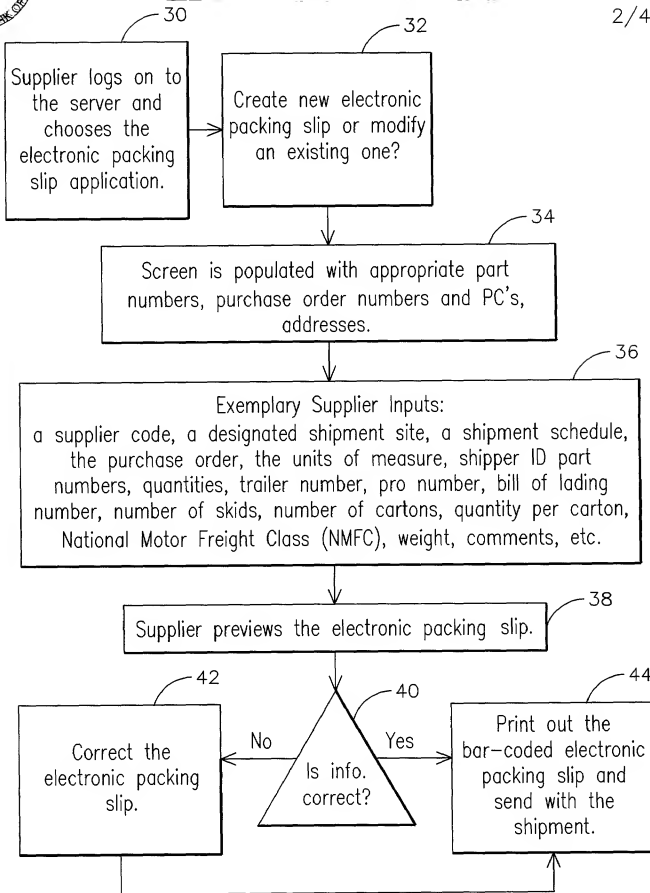 30
32
2/4
Supplier logs on to
the server and
chooses the
electronic packing
slip application.
Create new electronic
packing slip or modify
an existing one?
34
Screen is populated with appropriate part
numbers, purchase order numbers and PC's,
addresses.
36
Exemplary Supplier Inputs:
a supplier code, a designated shipment site, a shipment schedule,
the purchase order, the units of measure, shipper ID part
numbers, quantities, trailer number, pro number, bill of lading
number, number of skids, number of cartons, quantity per carton,
National Motor Freight Class (NMFC), weight, comments, etc.
38
Supplier previews the electronic packing slip.
42
40
44
Correct the
electronic packing
slip.
No
Is info.
correct?
Yes
Print out the
bar-coded electronic
packing slip and
send with the
shipment.